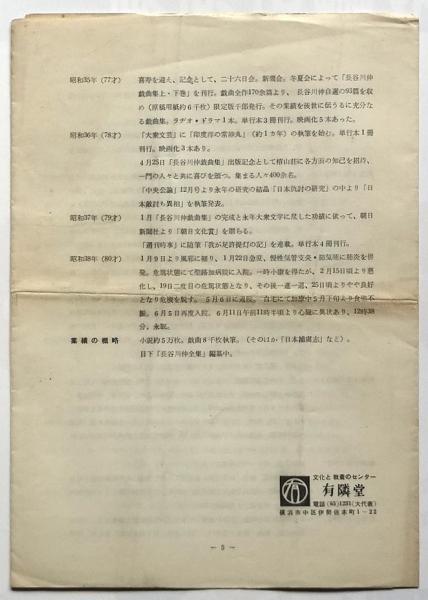 昭和35年(77才) 喜寿を迎え、記念として、二十六日会。新鷹会。冬夏会によって「長谷川伸
戯曲集上・下巻」を刊行。戯曲全作170余篇より、長谷川伸自選の93篇を収
め(原稿用紙約6千枚)限定版千部発行。その業績を後世に伝うるに充分な
る戯曲集。ラヂオ・ドラマ1本。単行本3冊刊行。映画化5本あった。
昭和36年(78才) 「大衆文芸」に「印度洋の常陸丸」(約1カ年)の執筆を始む。単行本1冊
刊行。映画化3本あり。
4月25日「長谷川伸戯曲集」出版記念として椿山荘に各方面の知己を招待、
一門の人々と共に喜びを頒つ。集まる人々400余名。
「中央公論」12月号より永年の研究の結晶「日本仇討の研究」の中より「日
本敵討ち異相」を執筆発表。
昭和37年(79才) 1月「長谷川伸戯曲集」の完成と永年大衆文学に尽した功績に依って、朝日
新聞社より「朝日文化賞」を贈らる。
「週刊時事」に随筆「我が足許提灯の記」を連載。単行本4冊刊行。
昭和38年(80才) 1月9日より風邪に罹り、1月22日急変、慢性気管支炎・肺気腫に肺炎を併
発。危篤状態にて聖路加病院に入院。一時小康を得たが、2月15日頃より悪
化し、19日二度目の危篤状態となり、その後一進一退、25日頃よりやや良好
となり危機を脱す。5月6日に退院。自宅にて加療中5月下旬より食慾不
振。6月5日再度入院。6月11日午前11時半頃より心臓に異状あり、12時38
分、永眠。
業績の概略 小説約5万枚。戯曲8千枚執筆。(そのほか「日本捕虜志」など)。
目下「長谷川伸全集」編纂中。
文化と教養のセンター
有隣堂
電話(45)1231(大代表)
横浜市中区伊勢佐木町1-22
— 5 —